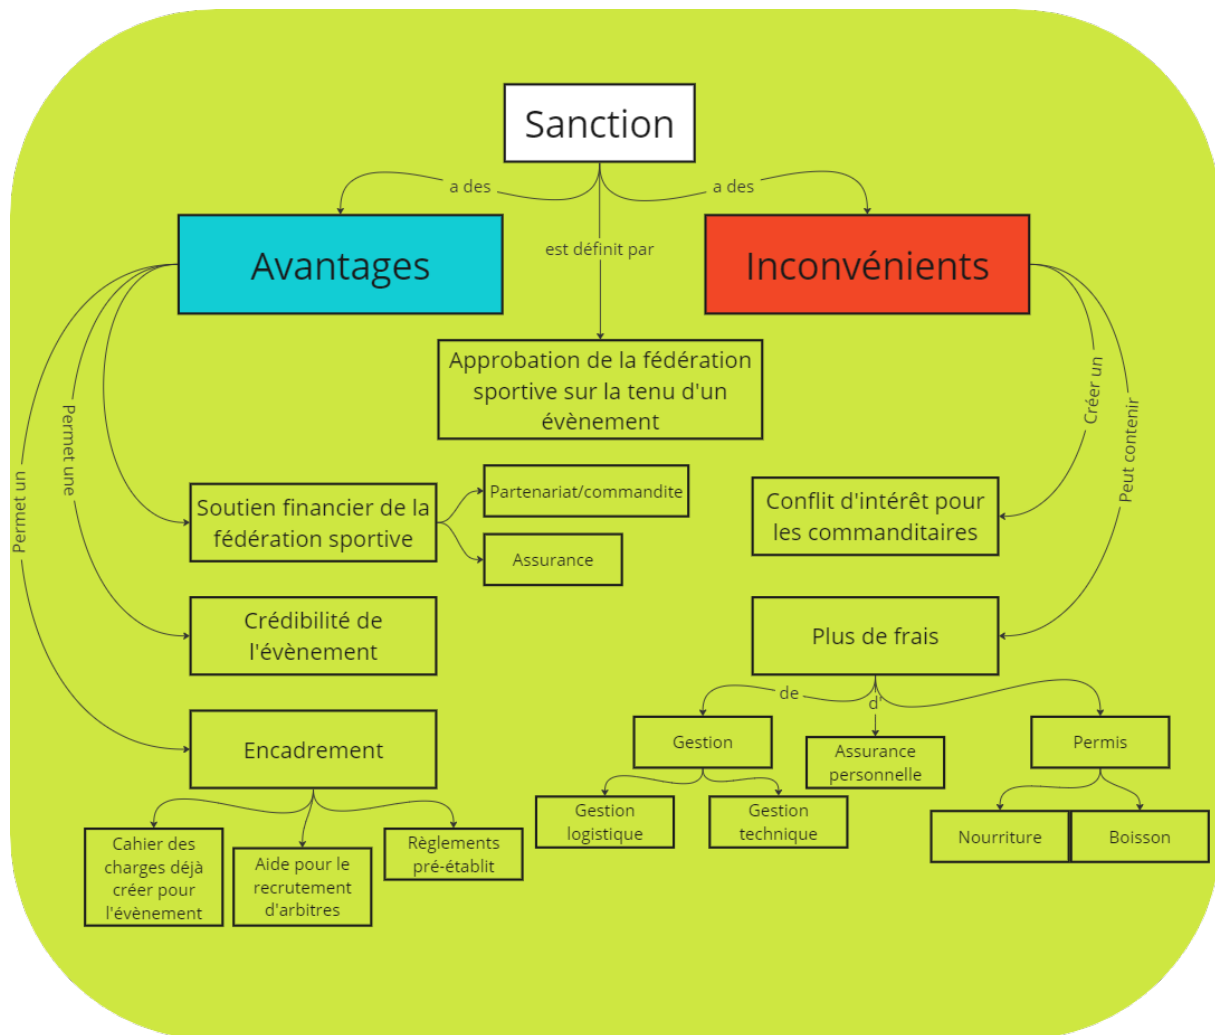 Sanction
a des
a des
Avantages
est définit par
Inconvénients
Approbation de la fédération
sportive sur la tenu d'un
évènement
Créer un
Peut contenir
Permet une
Permet un
Soutien financier de la
fédération sportive
Partenariat/commandite
Assurance
Conflit d'intérêt pour
les commanditaires
Crédibilité de
l'évènement
Plus de frais
de
d'
Encadrement
Gestion
Assurance
personnelle
Permis
Gestion
logistique
Gestion
technique
Nourriture
Boisson
Cahier des
charges déjà
créer pour
l'évènement
Aide pour le
recrutement
d'arbitres
Règlements
pré-établit